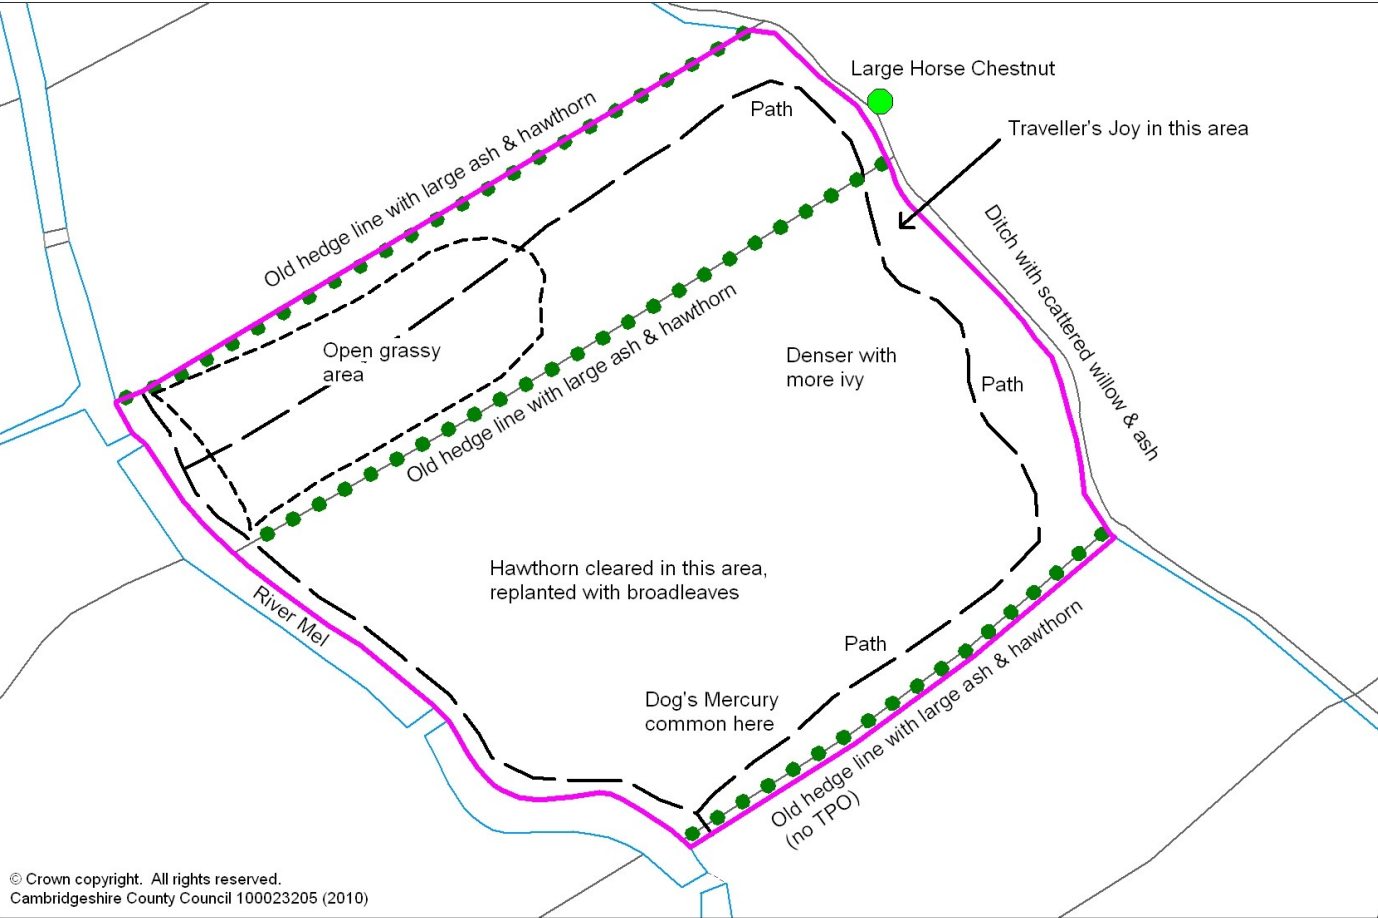 Large Horse Chestnut
Path
Traveller's Joy in this area
Old hedge line with large ash & hawthorn
Ditch with scattered willow & ash
Open grassy
area
Old hedge line with large ash & hawthorn
Denser with
more ivy
Path
Hawthorn cleared in this area,
replanted with broadleaves
River Mel
Path
Dog's Mercury
common here
Old hedge line with large ash & hawthorn
(no TPO)
© Crown copyright. All rights reserved.
Cambridgeshire County Council 100023205 (2010)